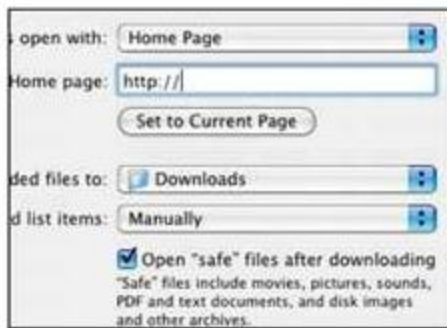 s open with: Home Page
Home page: http://
Set to Current Page
ded files to: Downloads
d list items: Manually
Open "safe" files after downloading
"Safe" files include movies, pictures, sounds,
PDF and text documents, and disk images
and other archives.